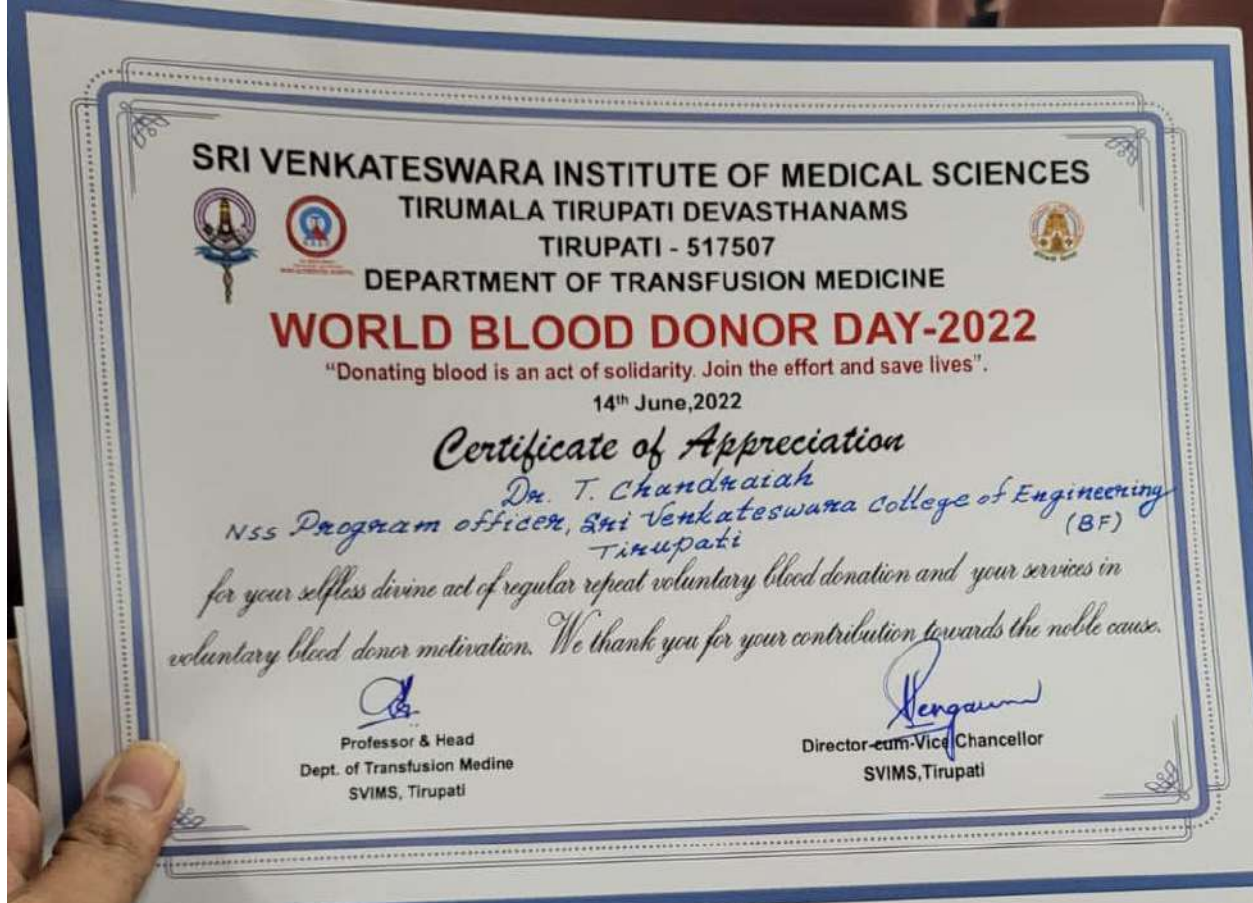 SRI VENKATESWARA INSTITUTE OF MEDICAL SCIENCES
TIRUMALA TIRUPATI DEVASTHANAMS
TIRUPATI - 517507
DEPARTMENT OF TRANSFUSION MEDICINE
WORLD BLOOD DONOR DAY-2022
“Donating blood is an act of solidarity. Join the effort and save lives”.
14th June,2022
Certificate of Appreciation
Dr. T. Chandraiah
NSS Program officer, Sri Venkateswara College of Engineering
(BF)
Tirupati
for your selfless divine act of regular repeat voluntary blood donation and your services in
voluntary blood donor motivation. We thank you for your contribution towards the noble cause.
Professor & Head
Dept. of Transfusion Medine
SVIMS, Tirupati
Director-cum-Vice Chancellor
SVIMS,Tirupati